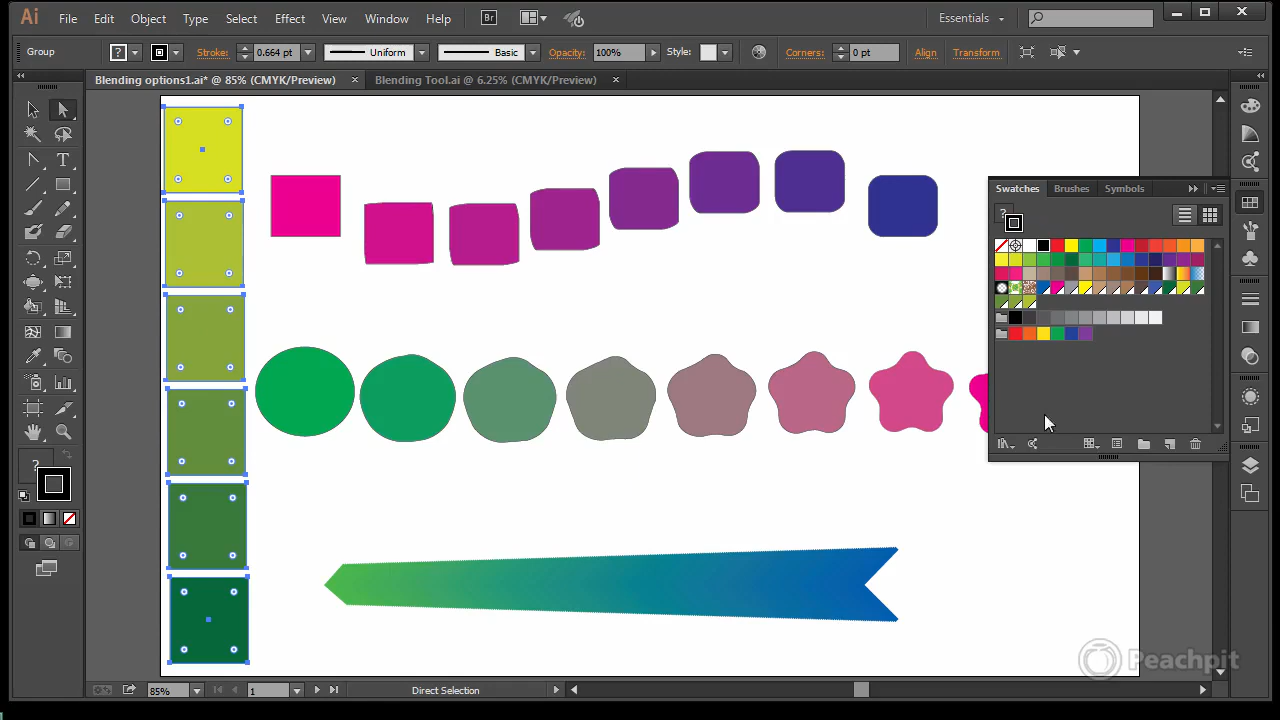 Ai File Edit Object Type Select Effect View Window Help Br Essentials
Group ? Stroke: 0.664 pt Uniform Basic Opacity: 100% Style: Corners: 0 pt Align Transform
Blending options1.ai* @ 85% (CMYK/Preview) × Blending Tool.ai @ 6.25% (CMYK/Preview) ×
Swatches Brushes Symbols
?
?
Peachpit
85% 1 Direct Selection